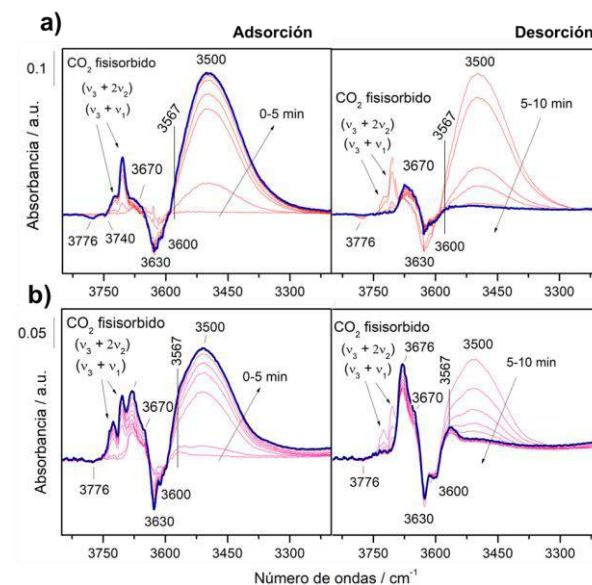 a)
Adsorción
Desorción
0.1
CO2 fisisorbido
(ν3 + 2ν2)
(ν3 + ν1)
3500
3567
0-5 min
3670
3776
3740
3630
3600
CO2 fisisorbido
(ν3 + 2ν2)
(ν3 + ν1)
3500
3567
5-10 min
3670
3776
3630
3600
3750
3600
3450
3300
3750
3600
3450
3300
Absorbancia / a.u.
b)
0.05
CO2 fisisorbido
(ν3 + 2ν2)
(ν3 + ν1)
3500
3567
0-5 min
3670
3776
3630
3600
CO2 fisisorbido
(ν3 + 2ν2)
(ν3 + ν1)
3676
3500
3567
5-10 min
3670
3776
3630
3600
3750
3600
3450
3300
3750
3600
3450
3300
Absorbancia / a.u.
Número de ondas / cm-1